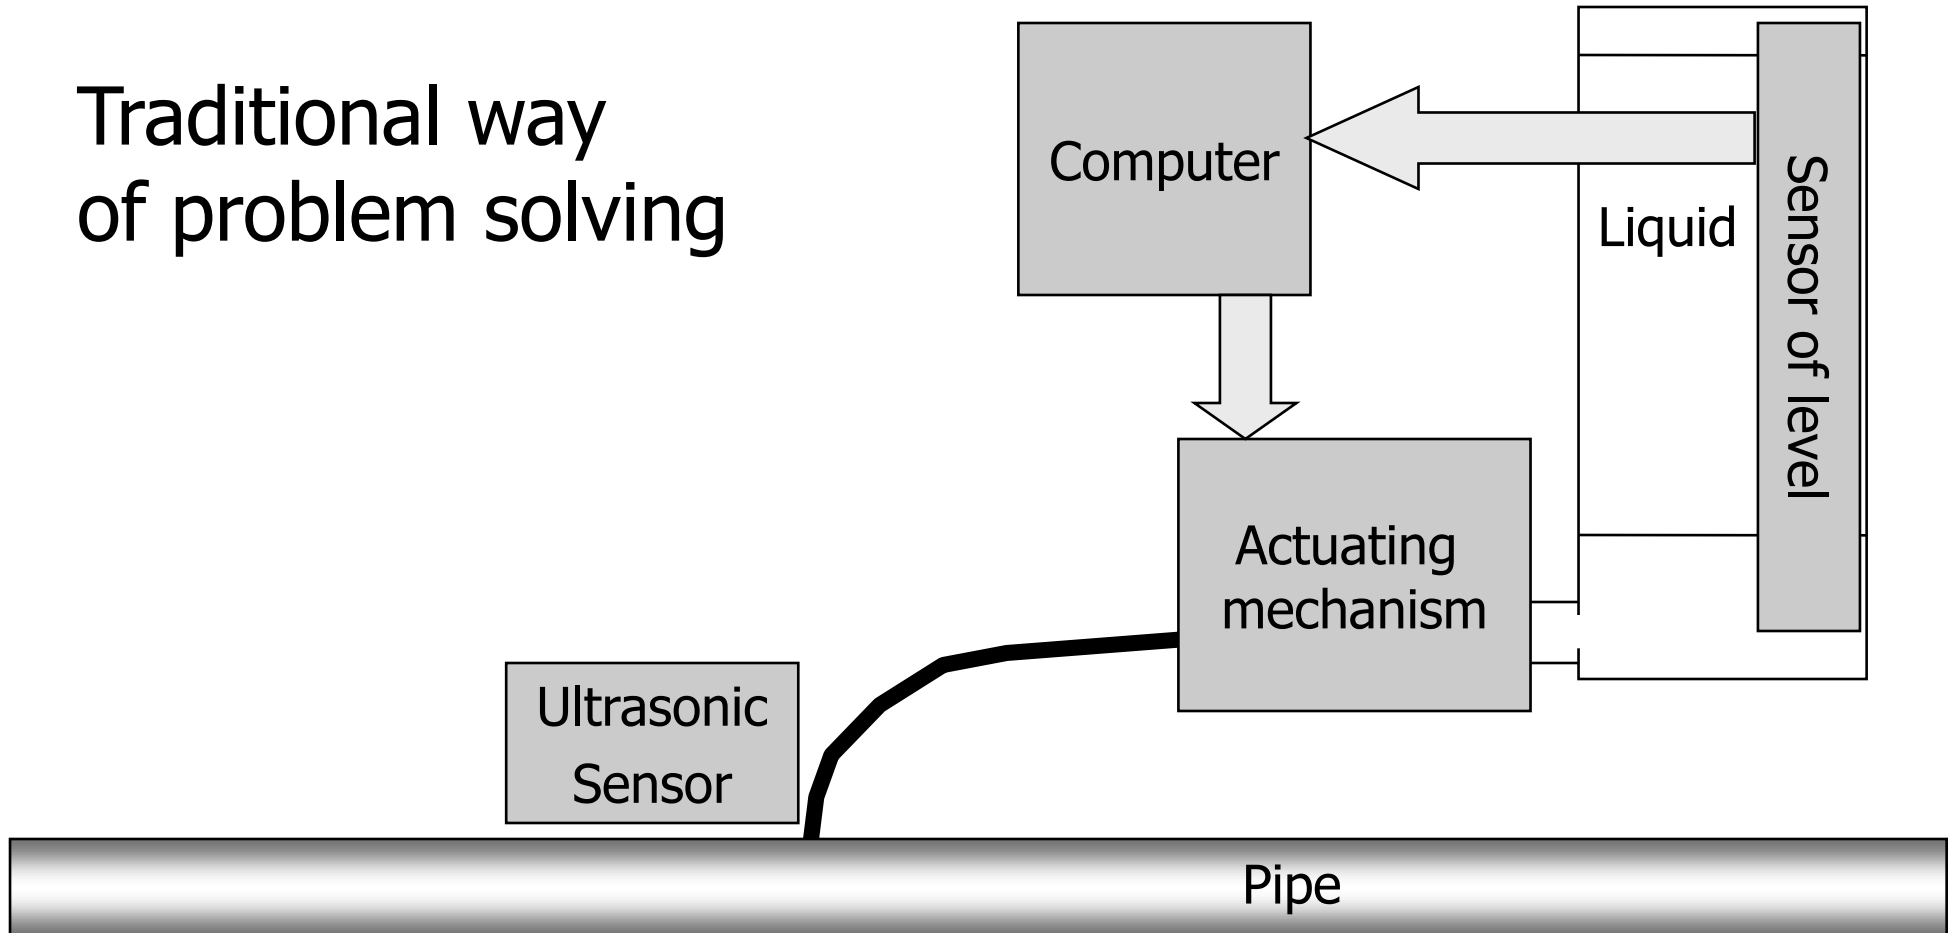 Traditional way
of problem solving
Computer
Liquid
Sensor of level
Actuating
mechanism
Ultrasonic
Sensor
Pipe